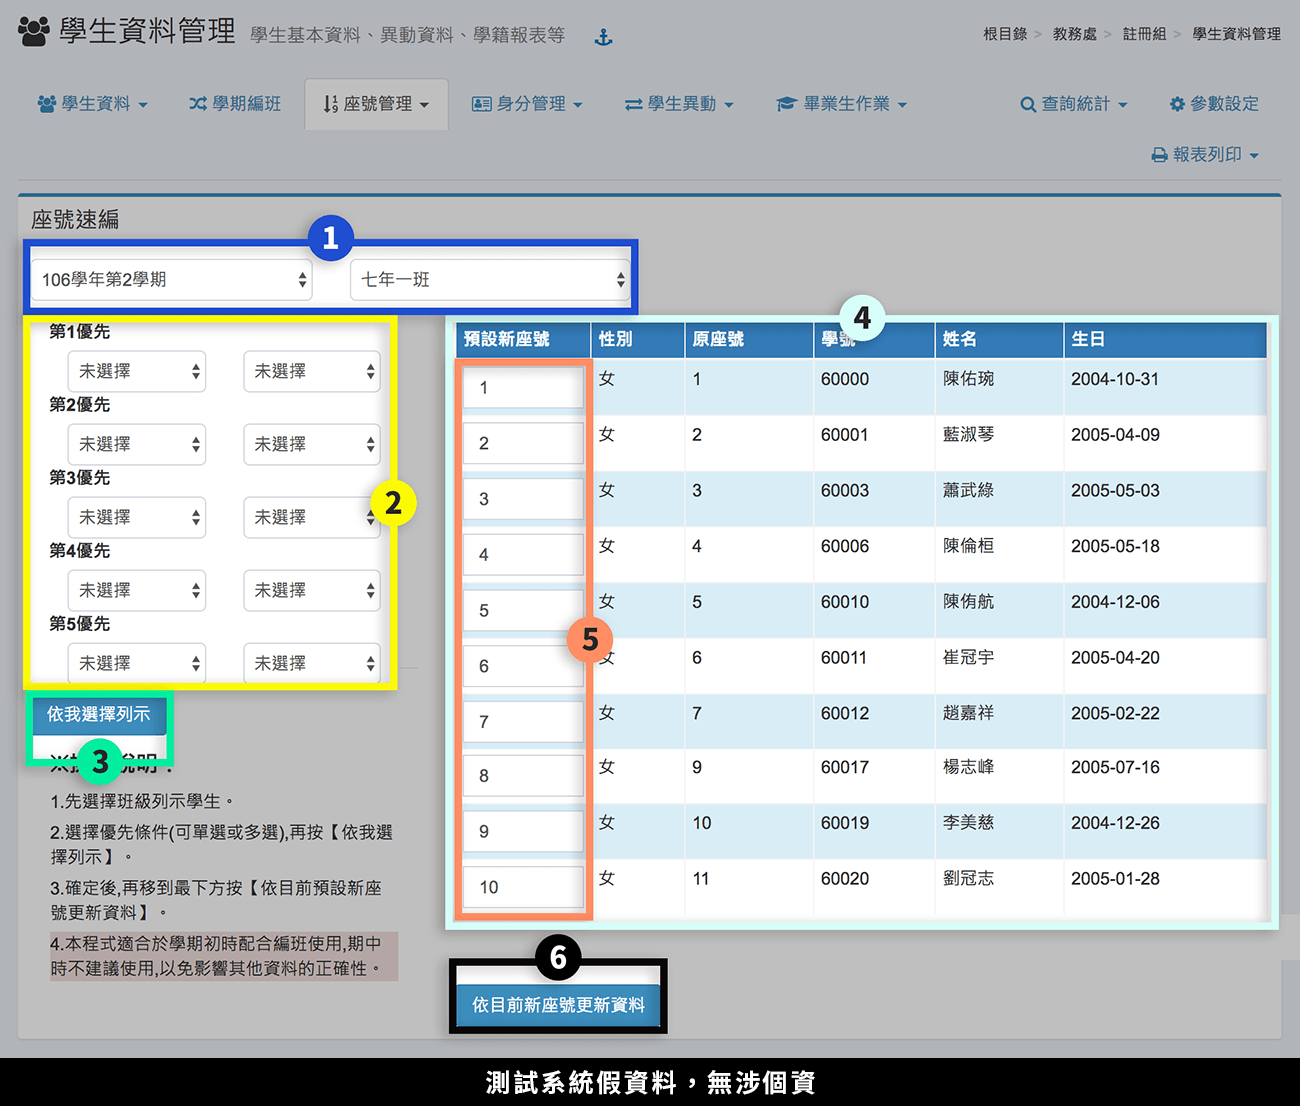 學生資料管理 學生基本資料、異動資料、學籍報表等
根目錄 > 教務處 > 註冊組 > 學生資料管理
學生資料 學期編班 座號管理 身分管理 學生異動 畢業生作業 查詢統計 參數設定
報表列印
座號速編
1
106學年第2學期 七年一班
第1優先
未選擇 未選擇
第2優先
未選擇 未選擇
第3優先
未選擇 未選擇
2
第4優先
未選擇 未選擇
第5優先
未選擇 未選擇
依我選擇列示
3
說明：
1.先選擇班級列示學生。
2.選擇優先條件(可單選或多選),再按【依我選
擇列示】。
3.確定後,再移到最下方按【依目前預設新座
號更新資料】。
4.本程式適合於學期初時配合編班使用,期中
時不建議使用,以免影響其他資料的正確性。
4
預設新座號 性別 原座號 學號 姓名 生日
1 女 1 60000 陳佑琬 2004-10-31
2 女 2 60001 藍淑琴 2005-04-09
3 女 3 60003 蕭武綠 2005-05-03
4 女 4 60006 陳倫桓 2005-05-18
5 女 5 60010 陳侑航 2004-12-06
5
6 女 6 60011 崔冠宇 2005-04-20
7 女 7 60012 趙嘉祥 2005-02-22
8 女 9 60017 楊志峰 2005-07-16
9 女 10 60019 李美慈 2004-12-26
10 女 11 60020 劉冠志 2005-01-28
6
依目前新座號更新資料
測試系統假資料，無涉個資